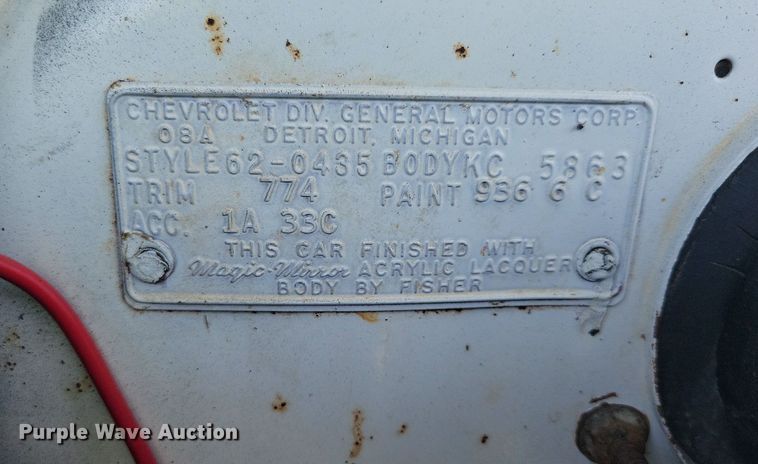 CHEVROLET DIV. GENERAL MOTORS CORP.
08A DETROIT, MICHIGAN
STYLE 62-0435 BODY KC 5863
TRIM 774 PAINT 936 6 C
ACC. 1A 33C
THIS CAR FINISHED WITH
Magic-Mirror ACRYLIC LACQUER
BODY BY FISHER
Purple Wave Auction